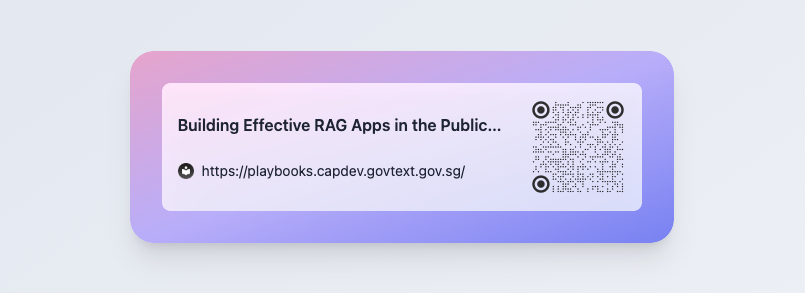 Building Effective RAG Apps in the Public...
https://playbooks.capdev.govtext.gov.sg/